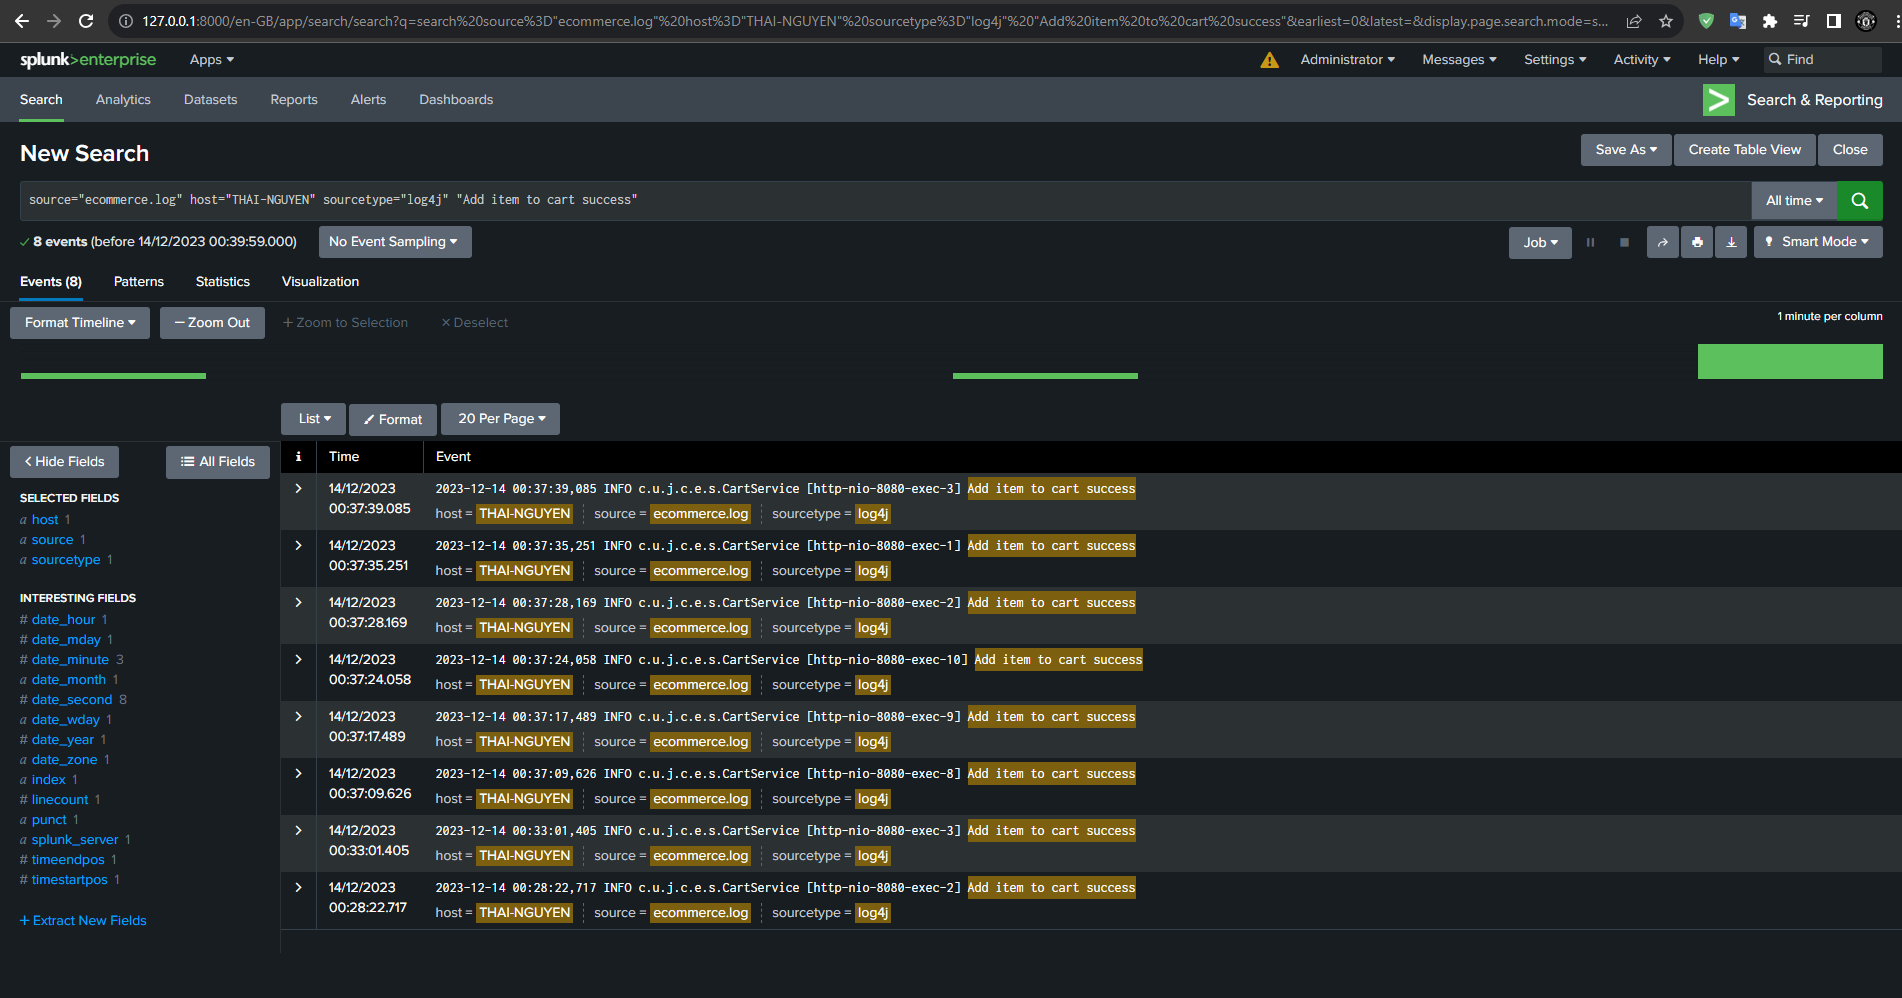 127.0.0.1:8000/en-GB/app/search/search?q=search%20source%3D"ecommerce.log"%20host%3D"THAI-NGUYEN"%20sourcetype%3D"log4j"%20"Add%20item%20to%20cart%20success"&earliest=0&latest=&display.page.search.mode=s...
splunk>enterprise Apps Administrator Messages Settings Activity Help Find
Search Analytics Datasets Reports Alerts Dashboards Search & Reporting
New Search Save As Create Table View Close
source="ecommerce.log" host="THAI-NGUYEN" sourcetype="log4j" "Add item to cart success" All time
8 events (before 14/12/2023 00:39:59.000) No Event Sampling Job Smart Mode
Events (8) Patterns Statistics Visualization
Format Timeline Zoom Out + Zoom to Selection × Deselect 1 minute per column
List Format 20 Per Page
Hide Fields All Fields
SELECTED FIELDS
a host 1
a source 1
a sourcetype 1
INTERESTING FIELDS
# date_hour 1
# date_mday 1
# date_minute 3
a date_month 1
# date_second 8
a date_wday 1
# date_year 1
a date_zone 1
a index 1
# linecount 1
a punct 1
a splunk_server 1
# timeendpos 1
# timestartpos 1
+ Extract New Fields
i Time Event
14/12/2023 2023-12-14 00:37:39,085 INFO c.u.j.c.e.s.CartService [http-nio-8080-exec-3] Add item to cart success
00:37:39.085
host = THAI-NGUYEN source = ecommerce.log sourcetype = log4j
14/12/2023 2023-12-14 00:37:35,251 INFO c.u.j.c.e.s.CartService [http-nio-8080-exec-1] Add item to cart success
00:37:35.251
host = THAI-NGUYEN source = ecommerce.log sourcetype = log4j
14/12/2023 2023-12-14 00:37:28,169 INFO c.u.j.c.e.s.CartService [http-nio-8080-exec-2] Add item to cart success
00:37:28.169
host = THAI-NGUYEN source = ecommerce.log sourcetype = log4j
14/12/2023 2023-12-14 00:37:24,058 INFO c.u.j.c.e.s.CartService [http-nio-8080-exec-10] Add item to cart success
00:37:24.058
host = THAI-NGUYEN source = ecommerce.log sourcetype = log4j
14/12/2023 2023-12-14 00:37:17,489 INFO c.u.j.c.e.s.CartService [http-nio-8080-exec-9] Add item to cart success
00:37:17.489
host = THAI-NGUYEN source = ecommerce.log sourcetype = log4j
14/12/2023 2023-12-14 00:37:09,626 INFO c.u.j.c.e.s.CartService [http-nio-8080-exec-8] Add item to cart success
00:37:09.626
host = THAI-NGUYEN source = ecommerce.log sourcetype = log4j
14/12/2023 2023-12-14 00:33:01,405 INFO c.u.j.c.e.s.CartService [http-nio-8080-exec-3] Add item to cart success
00:33:01.405
host = THAI-NGUYEN source = ecommerce.log sourcetype = log4j
14/12/2023 2023-12-14 00:28:22,717 INFO c.u.j.c.e.s.CartService [http-nio-8080-exec-2] Add item to cart success
00:28:22.717
host = THAI-NGUYEN source = ecommerce.log sourcetype = log4j